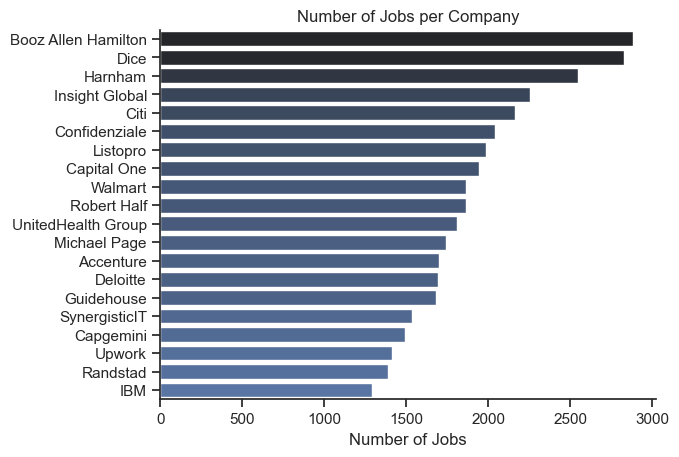 Number of Jobs per Company
Booz Allen Hamilton
Dice
Harnham
Insight Global
Citi
Confidenziale
Listopro
Capital One
Walmart
Robert Half
UnitedHealth Group
Michael Page
Accenture
Deloitte
Guidehouse
SynergisticIT
Capgemini
Upwork
Randstad
IBM
0 500 1000 1500 2000 2500 3000
Number of Jobs